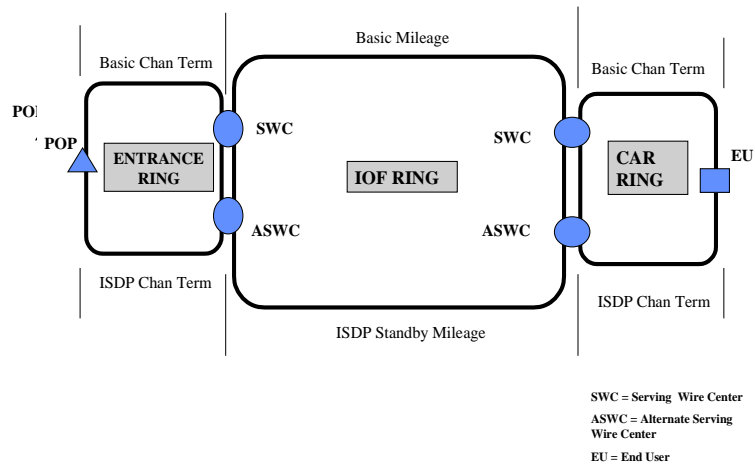 Basic Mileage
Basic Chan Term
Basic Chan Term
POP
SWC
SWC
ENTRANCE
RING
IOF RING
CAR
RING
EU
ASWC
ASWC
ISDP Chan Term
ISDP Chan Term
ISDP Standby Mileage
SWC = Serving Wire Center
ASWC = Alternate Serving
Wire Center
EU = End User